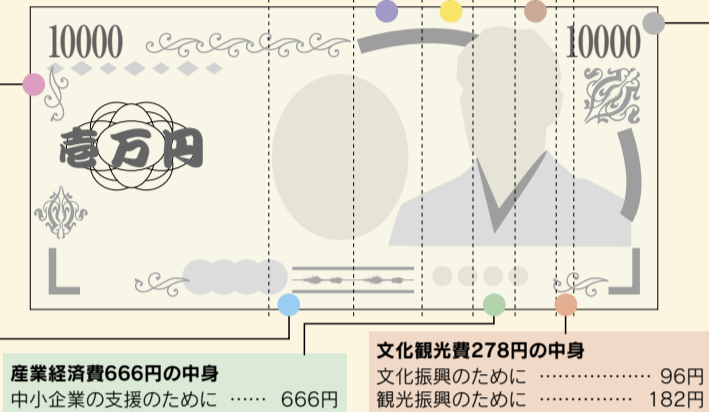 10000
10000
壱万円
産業経済費666円の中身
中小企業の支援のために …… 666円
文化観光費278円の中身
文化振興のために ……………… 96円
観光振興のために …………… 182円